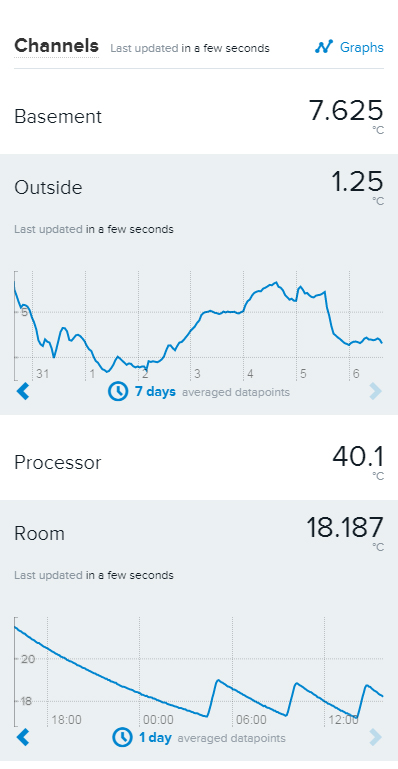 Channels Last updated in a few seconds Graphs
Basement 7.625
°C
Outside 1.25
°C
Last updated in a few seconds
5
31 1 2 3 4 5 6
7 days averaged datapoints
Processor 40.1
°C
Room 18.187
°C
Last updated in a few seconds
20
18
18:00 00:00 06:00 12:00
1 day averaged datapoints